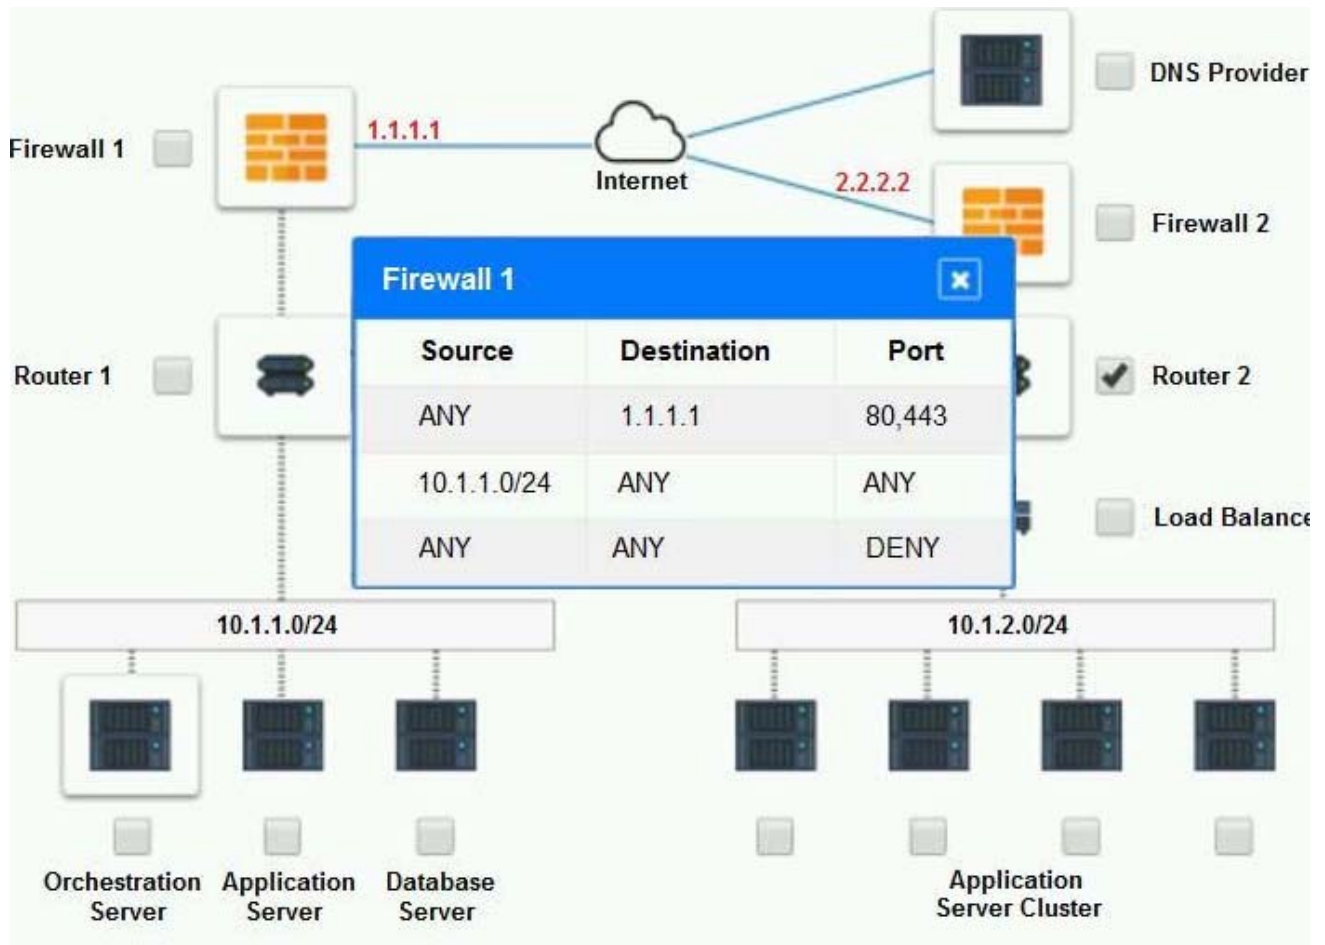 DNS Provider
Firewall 1
1.1.1.1
Internet
2.2.2.2
Firewall 2
Firewall 1
Source Destination Port
ANY 1.1.1.1 80,443
10.1.1.0/24 ANY ANY
ANY ANY DENY
Router 1
Router 2
Load Balance
10.1.1.0/24
10.1.2.0/24
Orchestration
Server
Application
Server
Database
Server
Application
Server Cluster